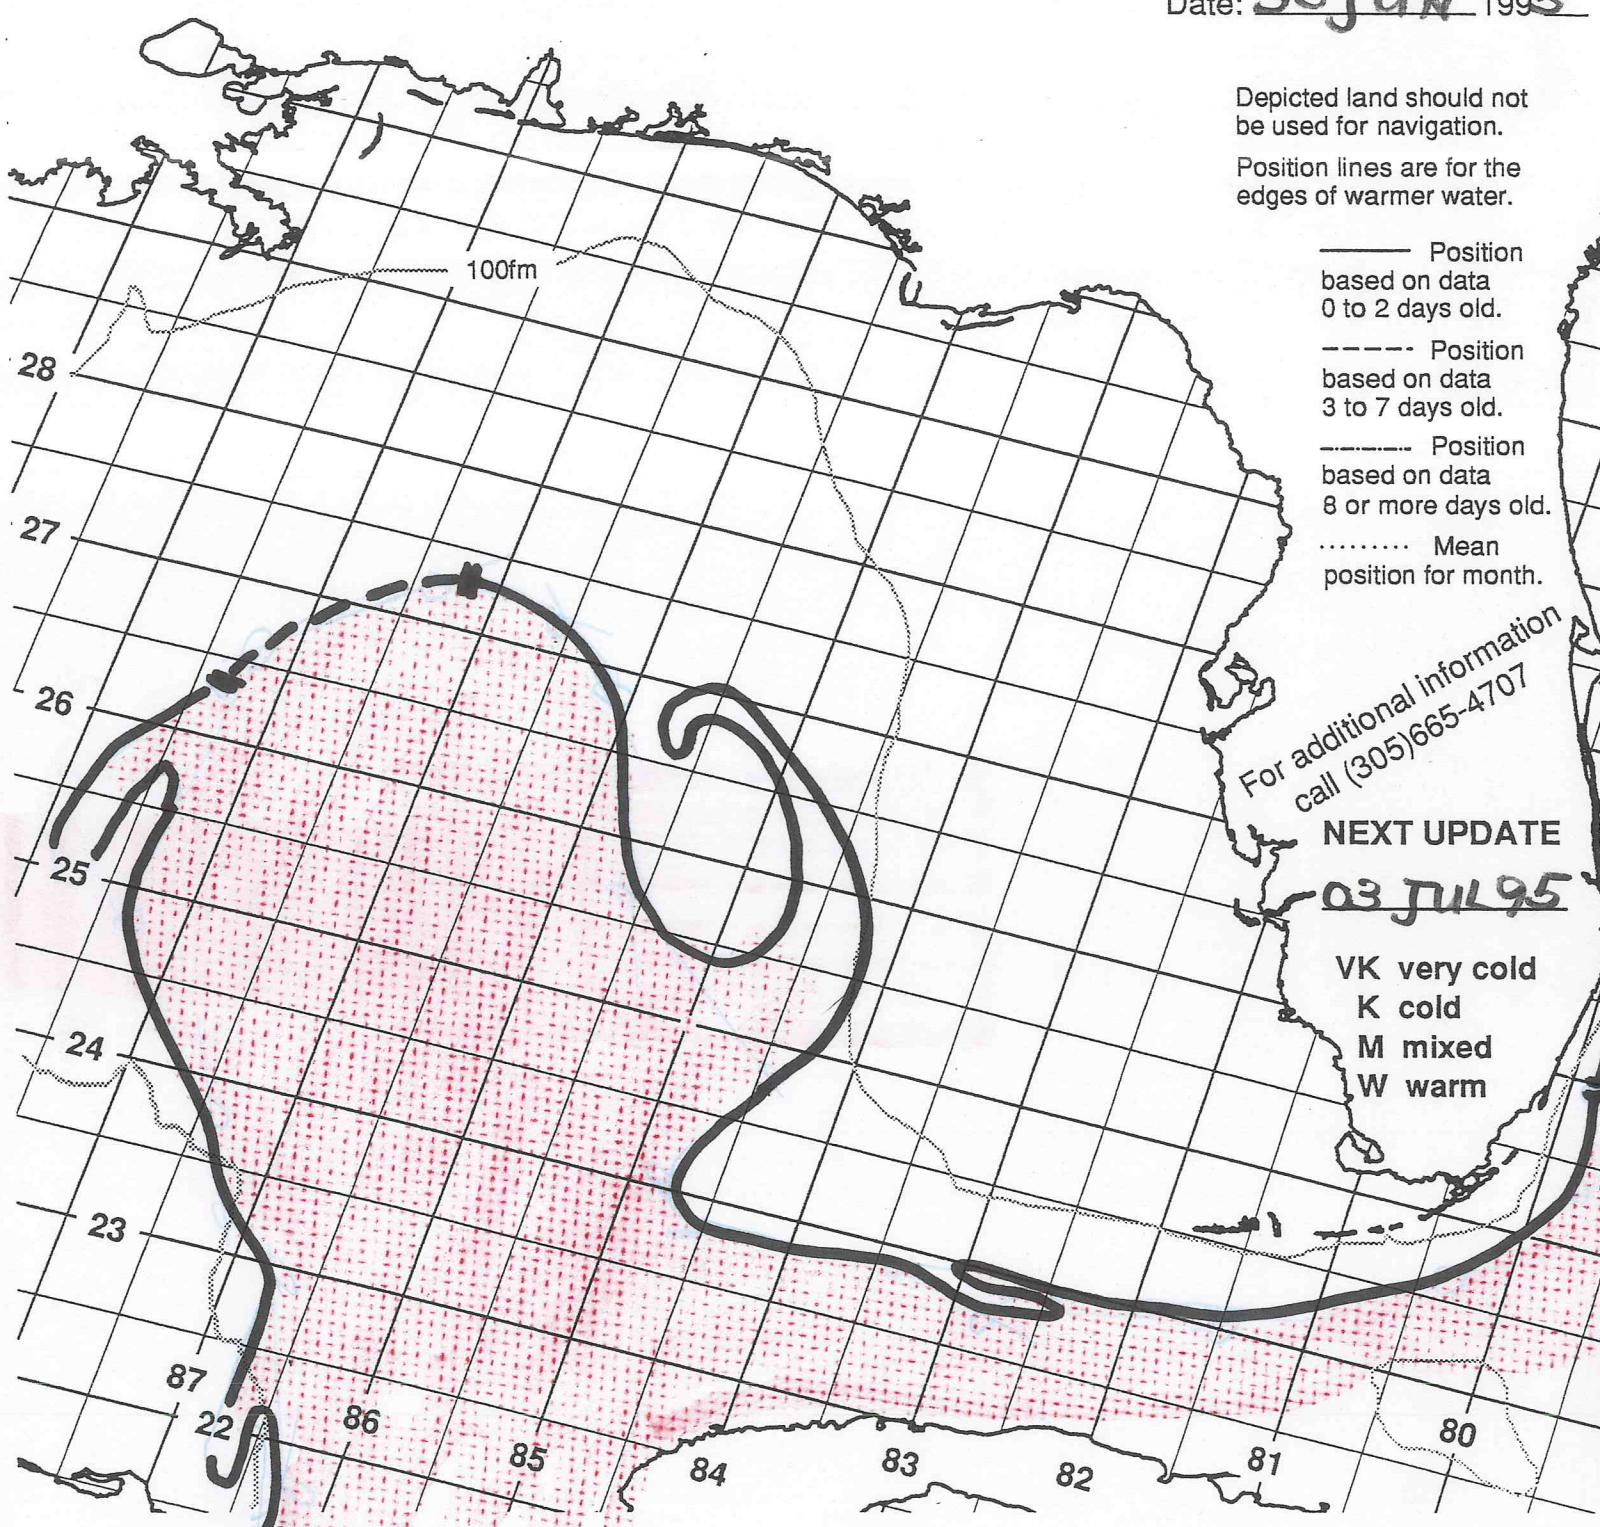 Date: 30 JUN 1995
Depicted land should not
be used for navigation.
Position lines are for the
edges of warmer water.
Position
based on data
0 to 2 days old.
Position
based on data
3 to 7 days old.
Position
based on data
8 or more days old.
Mean
position for month.
For additional information
call (305)665-4707
NEXT UPDATE
03 JUL 95
VK very cold
K cold
M mixed
W warm
100fm
28
27
26
25
24
23
22
87
86
85
84
83
82
81
80